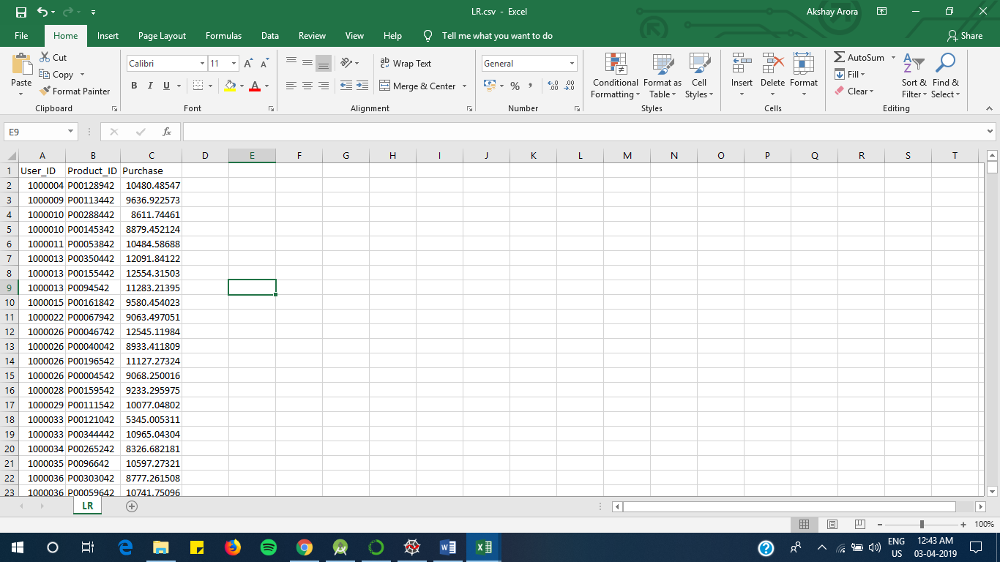 LR.csv - Excel
Akshay Arora
File Home Insert Page Layout Formulas Data Review View Help Tell me what you want to do Share
Paste
Cut
Copy
Format Painter
Clipboard
Calibri 11 A A
B I U A
Font
ab Wrap Text
Merge & Center
Alignment
General
% , .00 .0
Number
Conditional Formatting
Format as Table
Cell Styles
Styles
Insert Delete Format
Cells
AutoSum
Fill
Clear
Sort & Filter
Find & Select
Editing
E9 fx
A B C D E F G H I J K L M N O P Q R S T
1 User_ID Product_ID Purchase
2 1000004 P00128942 10480.48547
3 1000009 P00113442 9636.922573
4 1000010 P00288442 8611.74461
5 1000010 P00145342 8879.452124
6 1000011 P00053842 10484.58688
7 1000013 P00350442 12091.84122
8 1000013 P00155442 12554.31503
9 1000013 P0094542 11283.21395
10 1000015 P00161842 9580.454023
11 1000022 P00067942 9063.497051
12 1000026 P00046742 12545.11984
13 1000026 P00040042 8933.411809
14 1000026 P00196542 11127.27324
15 1000026 P00004542 9068.250016
16 1000028 P00159542 9233.295975
17 1000029 P00111542 10077.04802
18 1000033 P00121042 5345.005311
19 1000033 P00344442 10965.04304
20 1000034 P00265242 8326.682181
21 1000035 P0096642 10597.27321
22 1000036 P00303042 8777.261508
23 1000036 P00059642 10741.75096
LR
100%
ENG
US
12:43 AM
03-04-2019